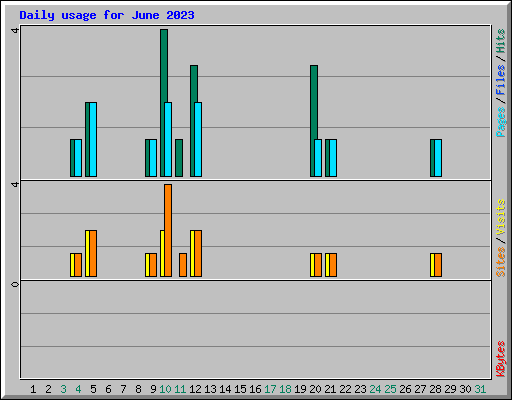 Daily usage for June 2023
4
4
0
Pages/Files/Hits
Sites/Visits
KBytes
1 2 3 4 5 6 7 8 9 10 11 12 13 14 15 16 17 18 19 20 21 22 23 24 25 26 27 28 29 30 31